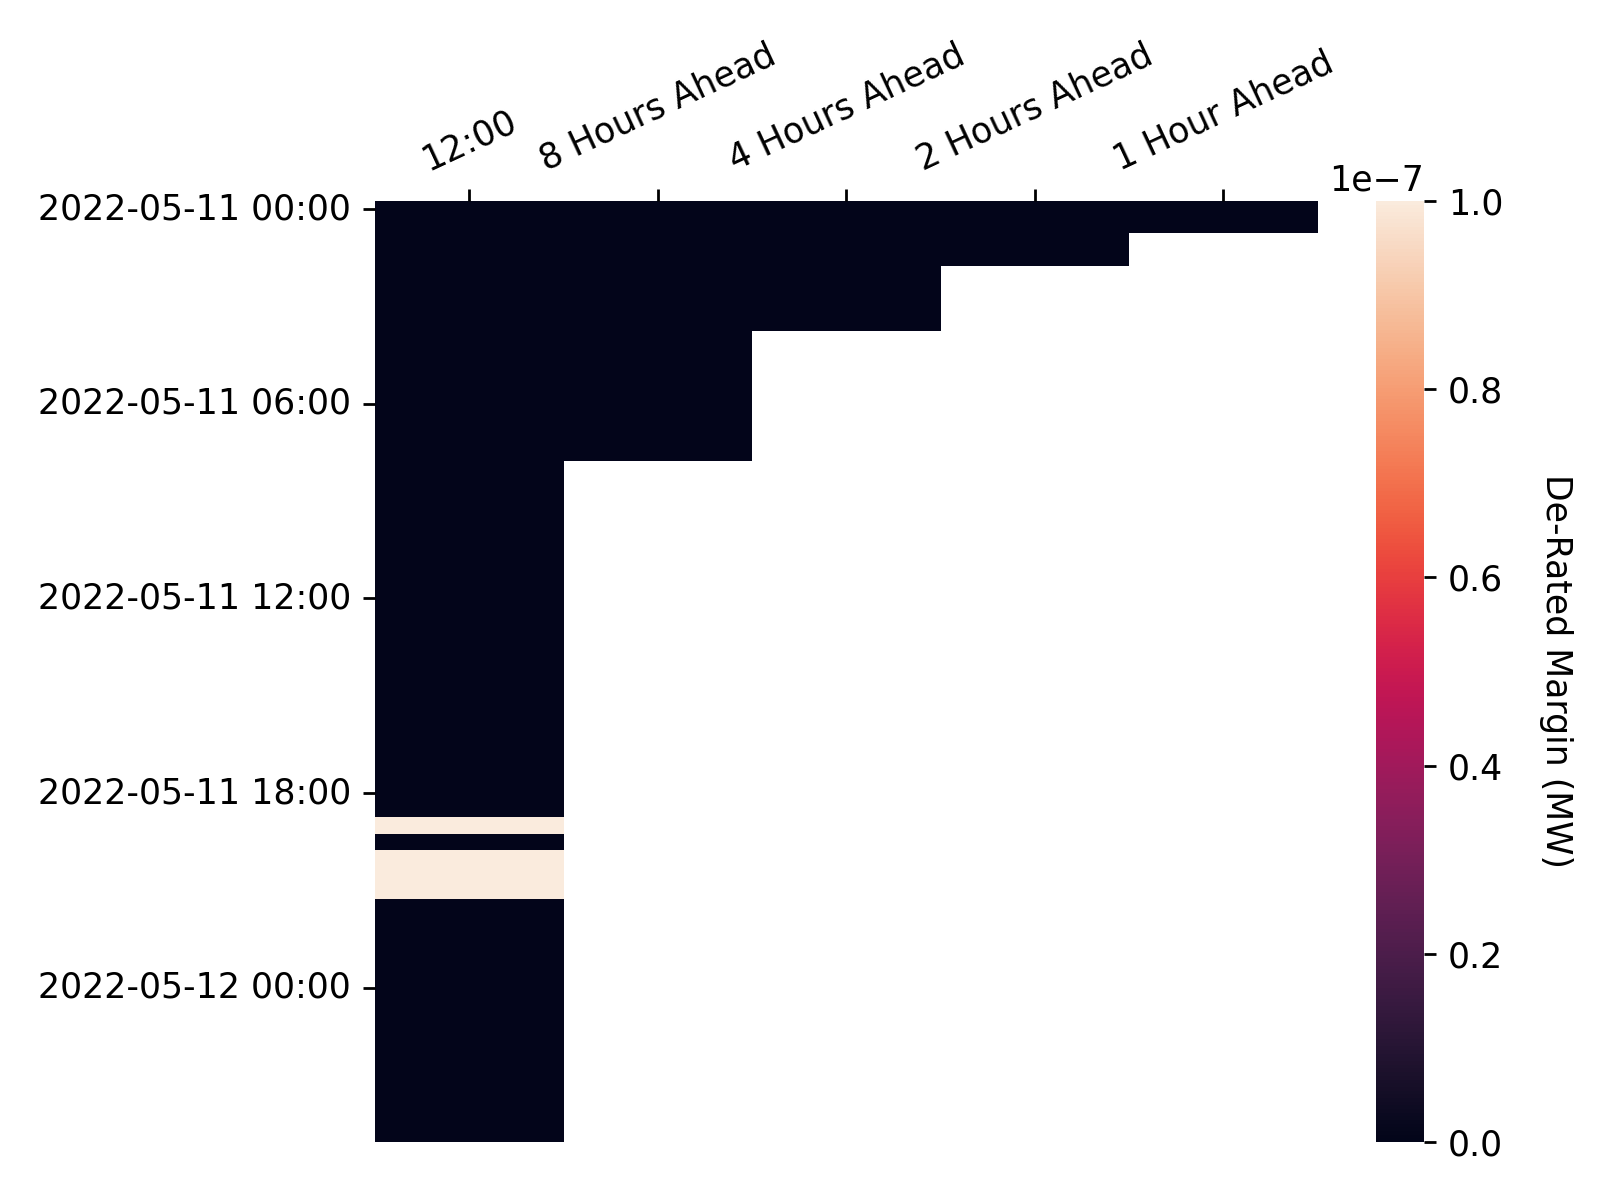 12:00
8 Hours Ahead
4 Hours Ahead
2 Hours Ahead
1 Hour Ahead
2022-05-11 00:00
2022-05-11 06:00
2022-05-11 12:00
2022-05-11 18:00
2022-05-12 00:00
1e−7
1.0
0.8
0.6
0.4
0.2
0.0
De-Rated Margin (MW)